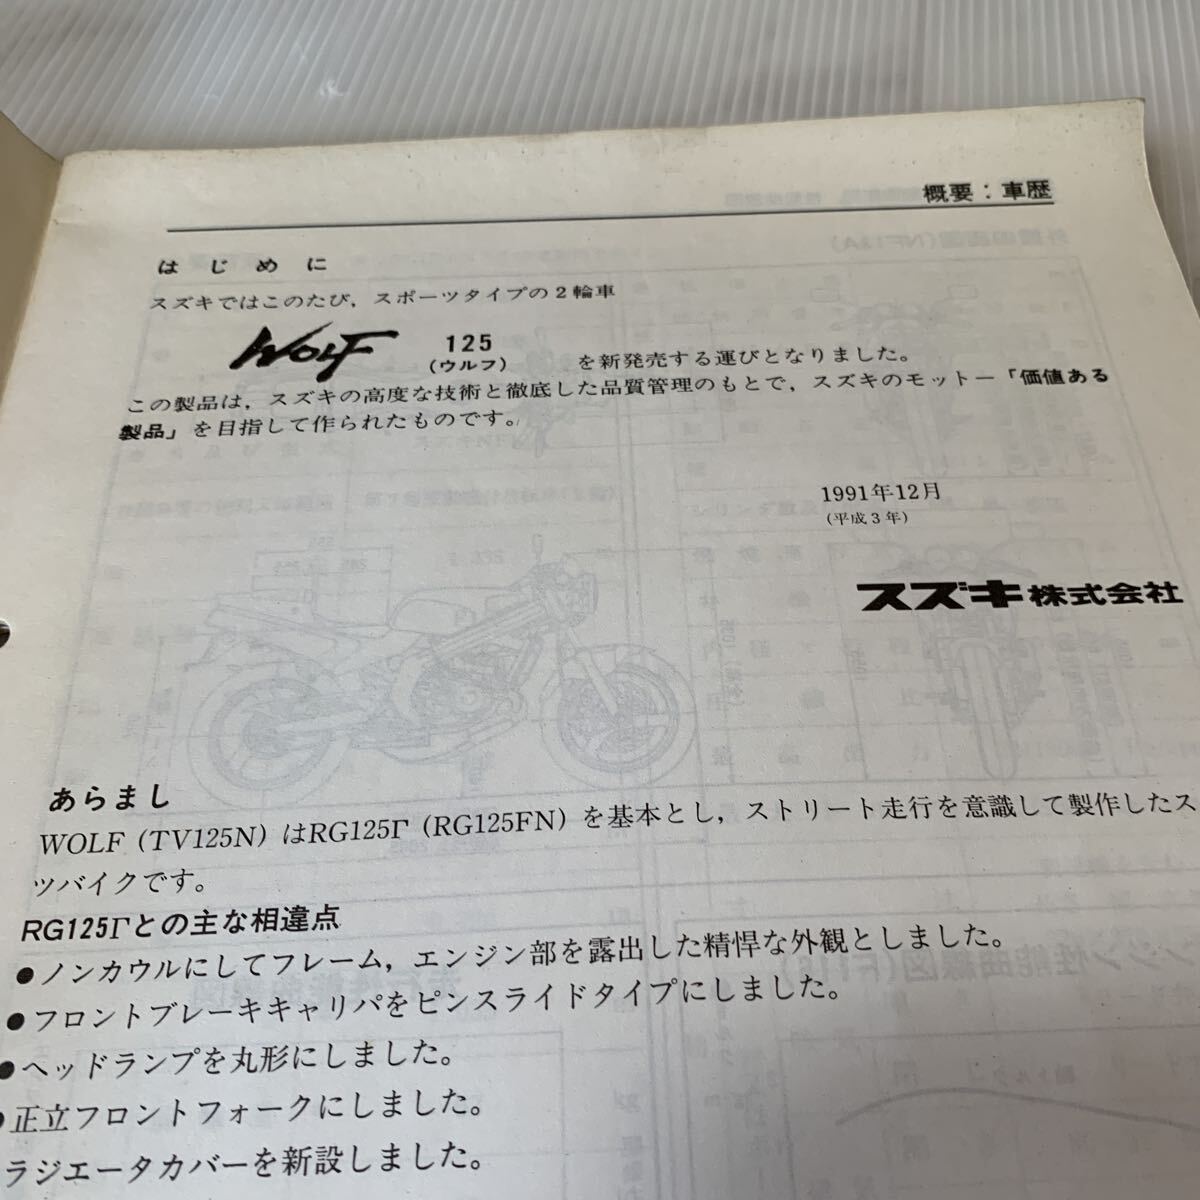 概要：車歴
はじめに
スズキではこのたび，スポーツタイプの2輪車
WOLF 125
(ウルフ) を新発売する運びとなりました。
この製品は，スズキの高度な技術と徹底した品質管理のもとで，スズキのモットー「価値ある
製品」を目指して作られたものです。
1991年12月
(平成3年)
スズキ株式会社
あらまし
WOLF (TV125N) はRG125Γ (RG125FN) を基本とし，ストリート走行を意識して製作したス
ツバイクです。
RG125Γとの主な相違点
●ノンカウルにしてフレーム，エンジン部を露出した精悍な外観としました。
●フロントブレーキキャリパをピンスライドタイプにしました。
●ヘッドランプを丸形にしました。
●正立フロントフォークにしました。
ラジエータカバーを新設しました。